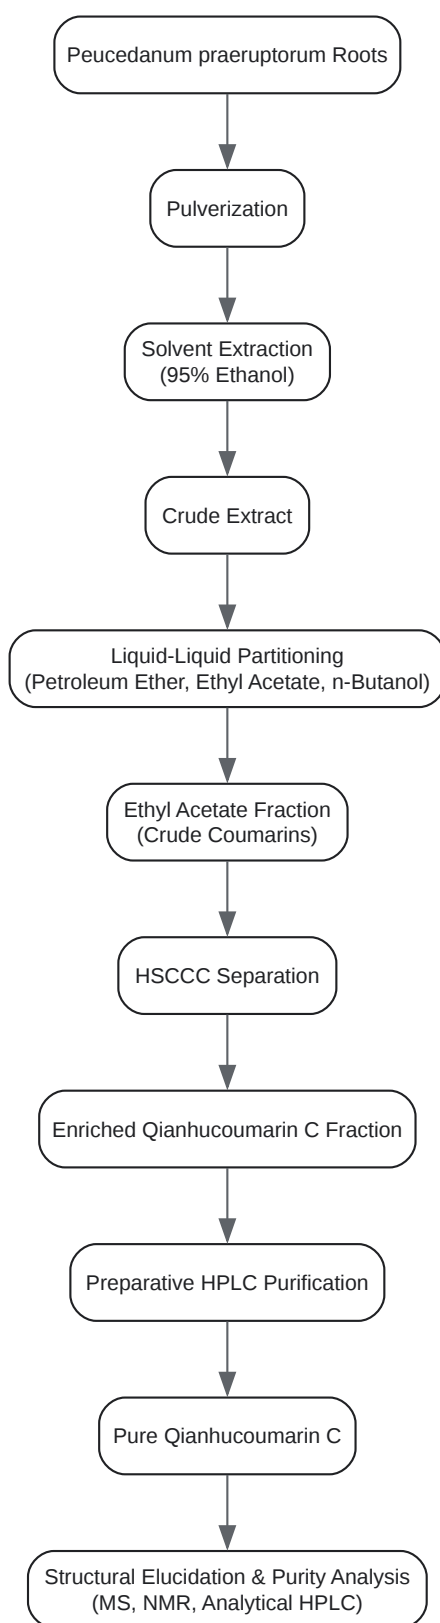 Peucedanum praeruptorum Roots
Pulverization
Solvent Extraction
(95% Ethanol)
Crude Extract
Liquid-Liquid Partitioning
(Petroleum Ether, Ethyl Acetate, n-Butanol)
Ethyl Acetate Fraction
(Crude Coumarins)
HSCCC Separation
Enriched Qianhucoumarin C Fraction
Preparative HPLC Purification
Pure Qianhucoumarin C
Structural Elucidation & Purity Analysis
(MS, NMR, Analytical HPLC)